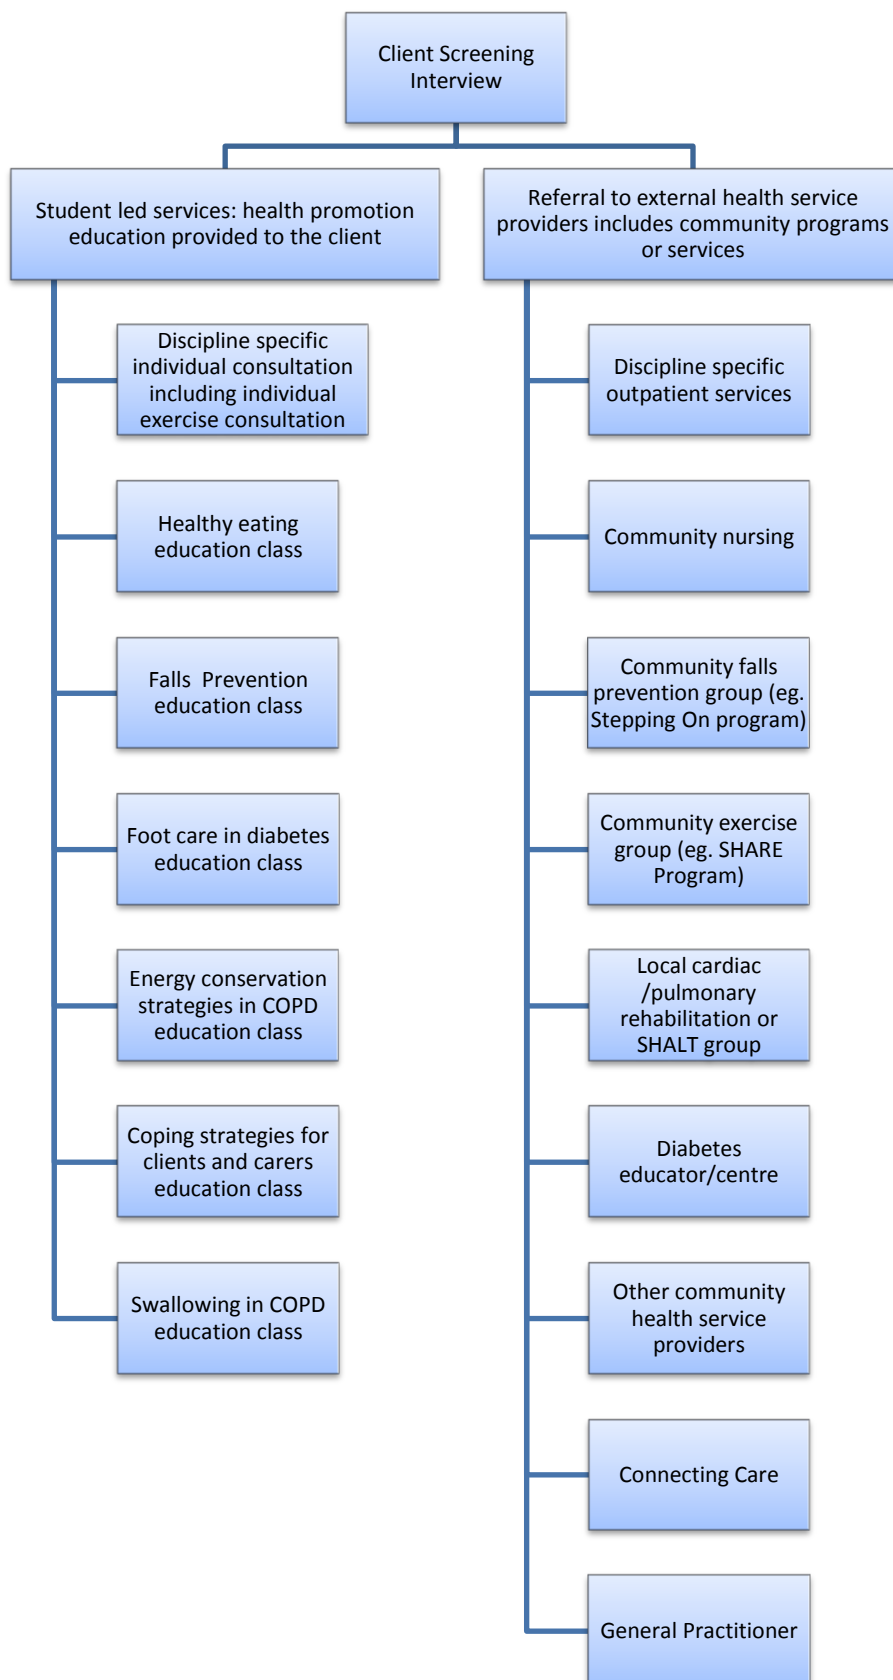 Client Screening
Interview
Student led services: health promotion
education provided to the client
Referral to external health service
providers includes community programs
or services
Discipline specific
individual consultation
including individual
exercise consultation
Healthy eating
education class
Falls  Prevention
education class
Foot care in diabetes
education class
Energy conservation
strategies in COPD
education class
Coping strategies for
clients and carers
education class
Swallowing in COPD
education class
Discipline specific
outpatient services
Community nursing
Community falls
prevention group (eg.
Stepping On program)
Community exercise
group (eg. SHARE
Program)
Local cardiac
/pulmonary
rehabilitation or
SHALT group
Diabetes
educator/centre
Other community
health service
providers
Connecting Care
General Practitioner